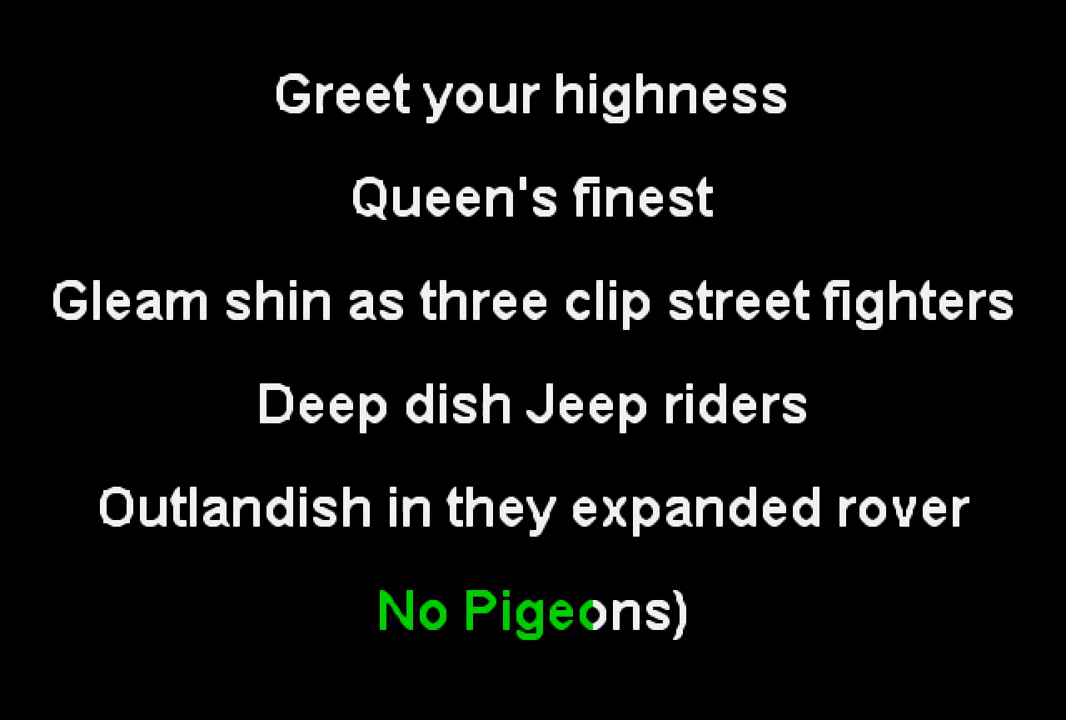 Greet your highness
Queen's finest
Gleam shin as three clip street fighters
Deep dish Jeep riders
Outlandish in they expanded rover
No Pigeons)